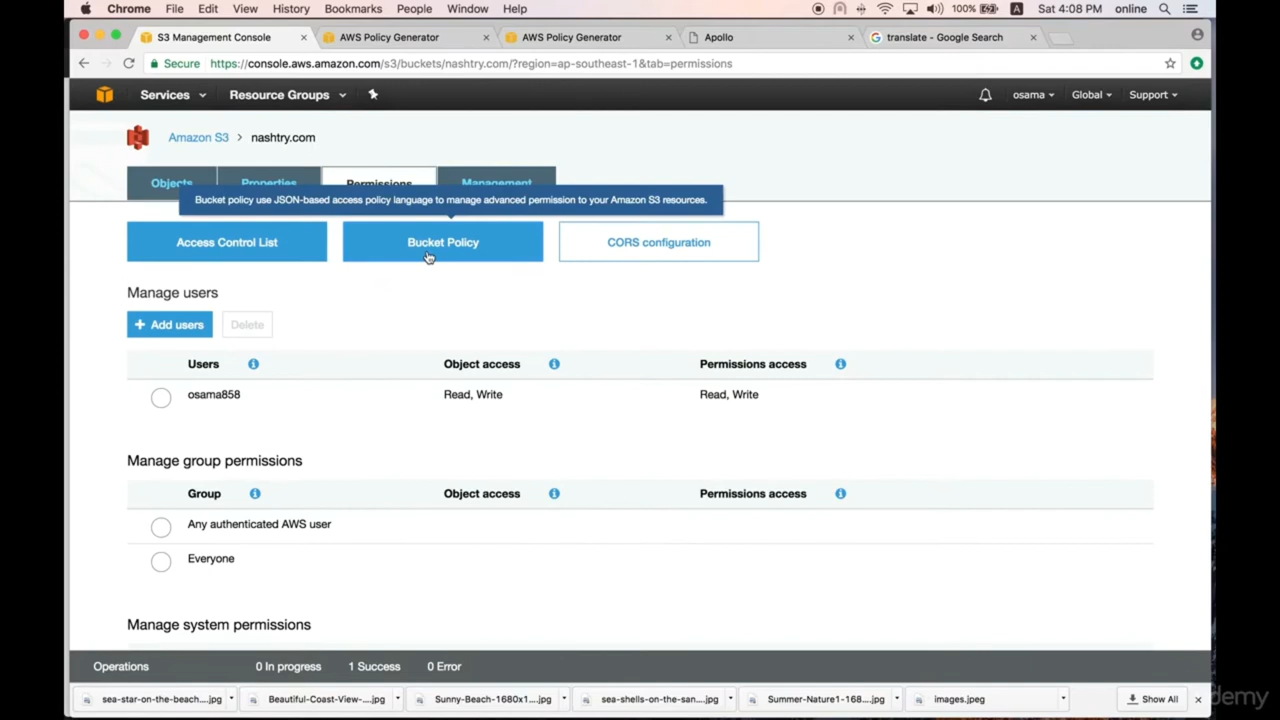 Chrome File Edit View History Bookmarks People Window Help 100% A Sat 4:08 PM online
S3 Management Console × AWS Policy Generator × AWS Policy Generator × Apollo × translate - Google Search ×
Secure https://console.aws.amazon.com/s3/buckets/nashtry.com/?region=ap-southeast-1&tab=permissions
Services Resource Groups osama Global Support
Amazon S3 > nashtry.com
Objects Properties Permissions Management
Bucket policy use JSON-based access policy language to manage advanced permission to your Amazon S3 resources.
Access Control List Bucket Policy CORS configuration
Manage users
+ Add users Delete
Users Object access Permissions access
osama858 Read, Write Read, Write
Manage group permissions
Group Object access Permissions access
Any authenticated AWS user
Everyone
Manage system permissions
Operations 0 In progress 1 Success 0 Error
sea-star-on-the-beach....jpg Beautiful-Coast-View-....jpg Sunny-Beach-1680x1....jpg sea-shells-on-the-san....jpg Summer-Nature1-168....jpg images.jpeg Show All ×
demy